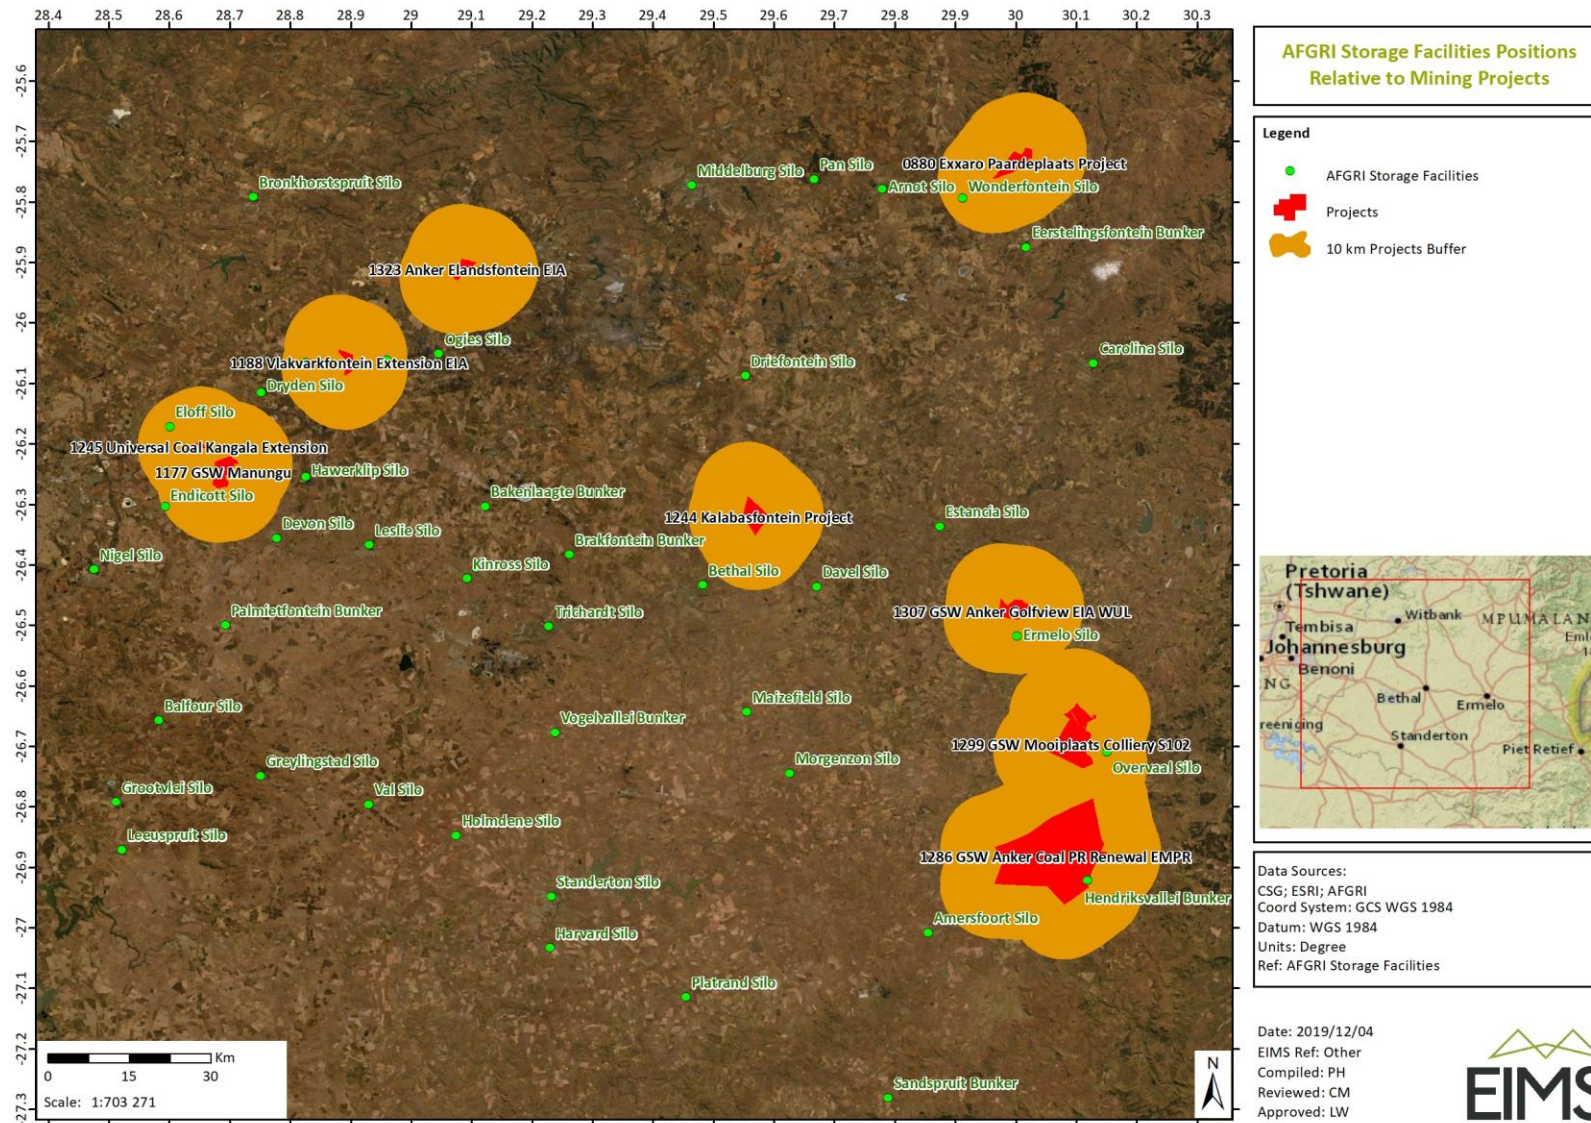 28.4 28.5 28.6 28.7 28.8 28.9 29 29.1 29.2 29.3 29.4 29.5 29.6 29.7 29.8 29.9 30 30.1 30.2 30.3
-25.6
-25.7
-25.8
-25.9
-26
-26.1
-26.2
-26.3
-26.4
-26.5
-26.6
-26.7
-26.8
-26.9
-27
-27.1
-27.2
-27.3
0880 Exxaro Paardeplaats Project
Pan Silo
Middelburg Silo
Bronkhorstspruit Silo
Arnot Silo
Wonderfontein Silo
Eerstelingsfontein Bunker
1323 Anker Elandsfontein EIA
Ogies Silo
1188 Vlakvarkfontein Extension EIA
Driefontein Silo
Carolina Silo
Dryden Silo
Eloff Silo
1245 Universal Coal Kangala Extension
1177 GSW Manungu
Hawerklip Silo
Endicott Silo
Bakenlaagte Bunker
1244 Kalabasfontein Project
Estancia Silo
Devon Silo
Leslie Silo
Brakfontein Bunker
Nigel Silo
Kinross Silo
Bethal Silo
Davel Silo
Palmietfontein Bunker
Trichardt Silo
1307 GSW Anker Golfview EIA WUL
Ermelo Silo
Balfour Silo
Maizefield Silo
Vogelvallei Bunker
1299 GSW Mooiplaats Colliery S102
Greylingstad Silo
Morgenzon Silo
Overvaal Silo
Grootvlei Silo
Val Silo
Holmdene Silo
Leeuspruit Silo
1286 GSW Anker Coal PR Renewal EMPR
Standerton Silo
Hendriksvallei Bunker
Amersfoort Silo
Harvard Silo
Platrand Silo
Sandspruit Bunker
Km
0 15 30
Scale: 1:703 271
N
AFGRI Storage Facilities Positions
Relative to Mining Projects
Legend
AFGRI Storage Facilities
Projects
10 km Projects Buffer
Pretoria
(Tshwane)
Witbank
MPUMALAN
Tembisa
Johannesburg
Benoni
NG
Bethal
Ermelo
reeniging
Standerton
Piet Retief
Data Sources:
CSG; ESRI; AFGRI
Coord System: GCS WGS 1984
Datum: WGS 1984
Units: Degree
Ref: AFGRI Storage Facilities
Date: 2019/12/04
EIMS Ref: Other
Compiled: PH
Reviewed: CM
Approved: LW
EIMS